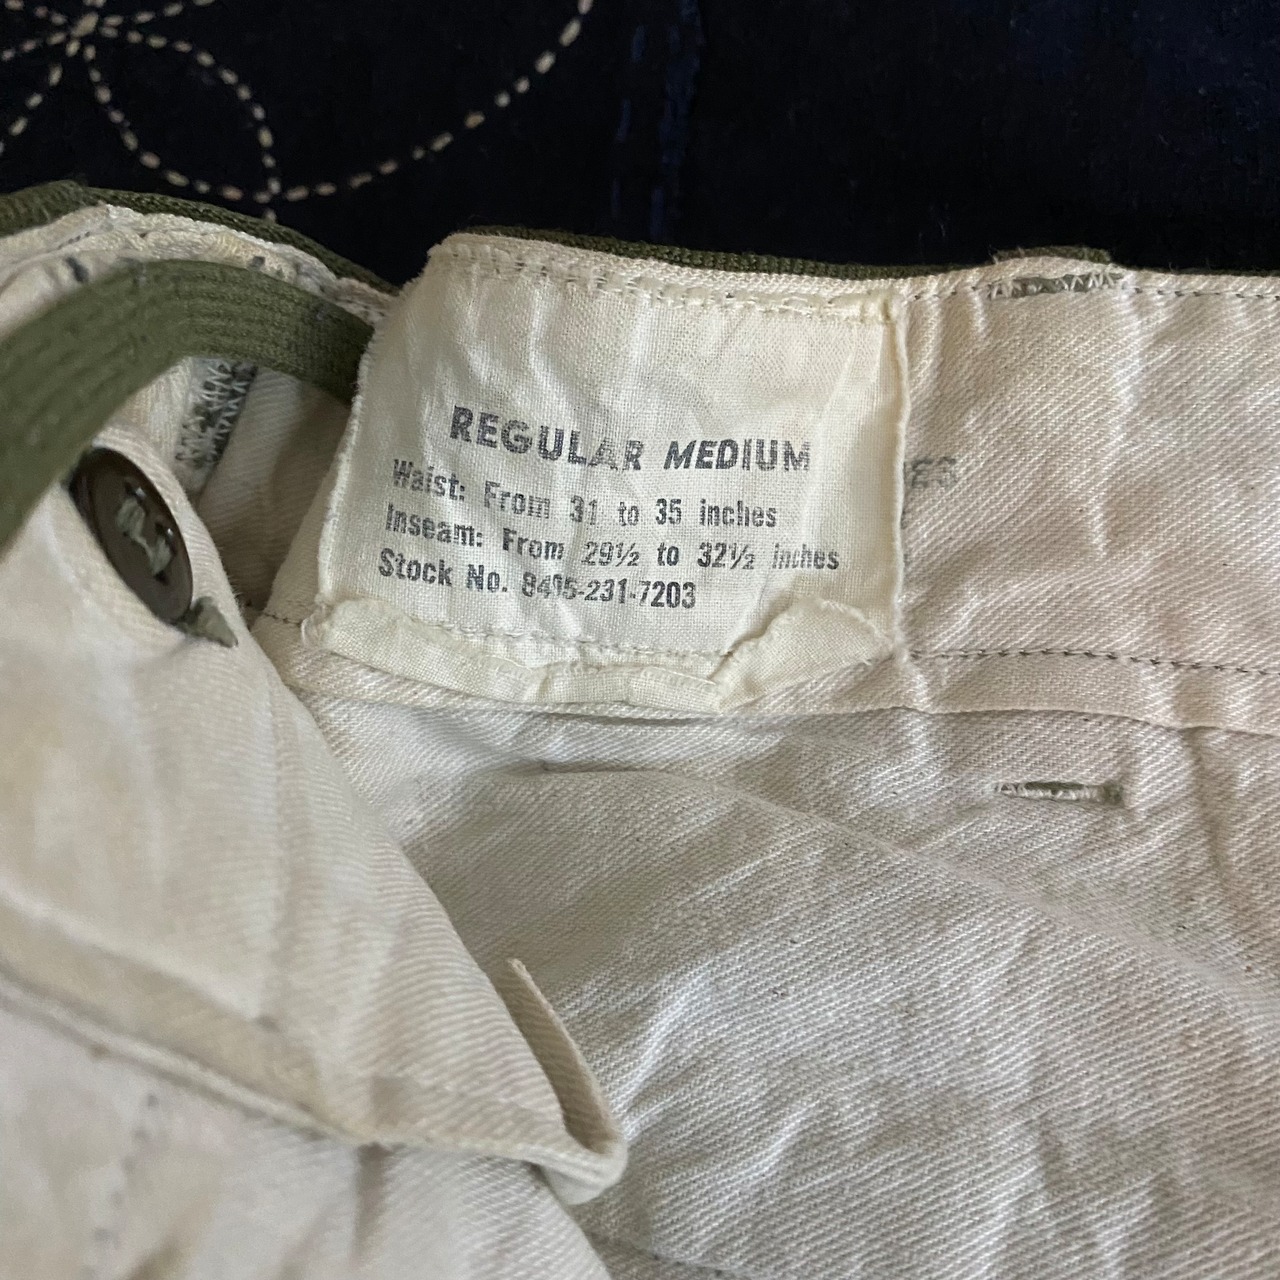 REGULAR MEDIUM
Waist: From 31 to 35 inches
Inseam: From 29½ to 32½ inches
Stock No. 8415-231-7203